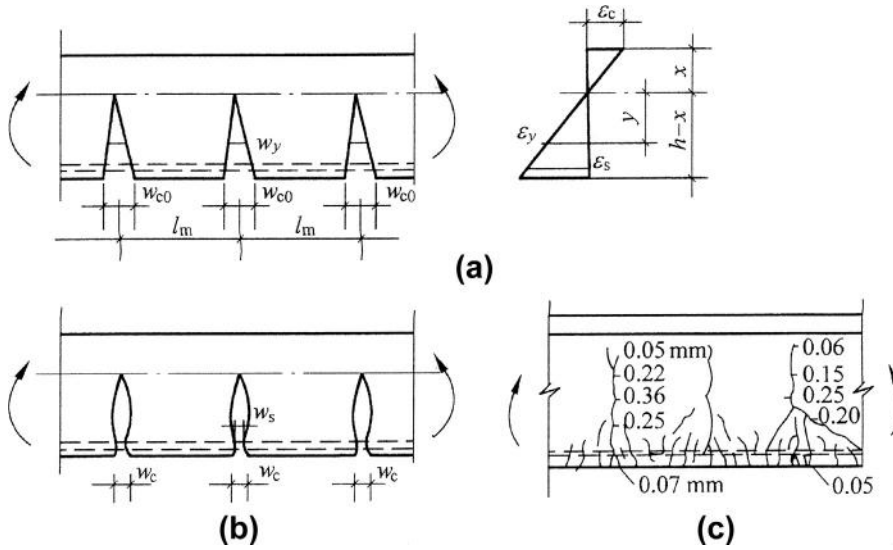 εc
x
y
h−x
εy
εs
wy
wc0 wc0 wc0
lm lm
(a)
ws
wc wc wc
(b)
0.05 mm 0.06
0.22 0.15
0.36 0.25
0.25 0.20
0.07 mm 0.05
(c)